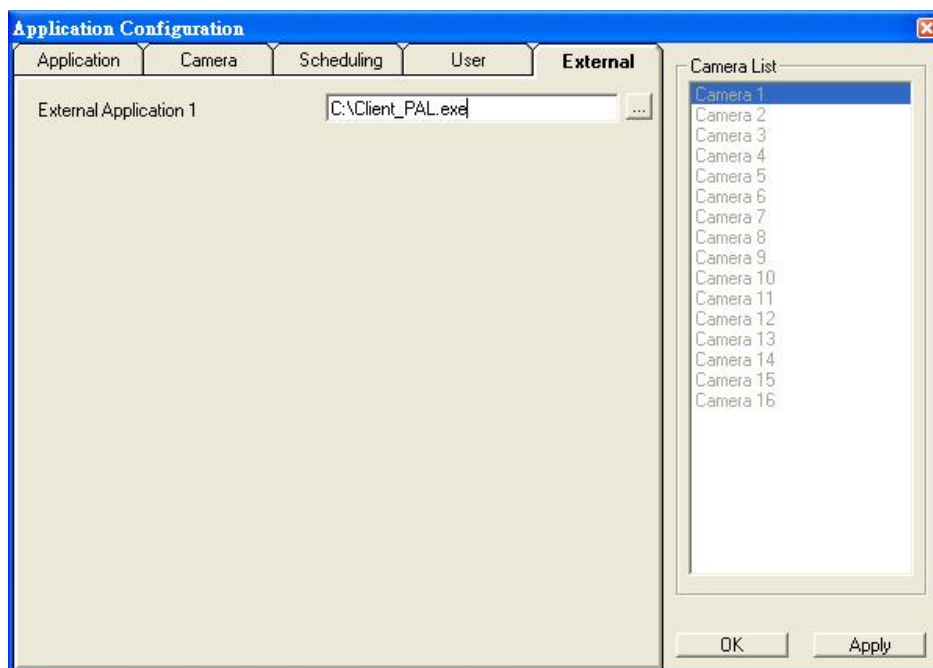 Application Configuration
Application Camera Scheduling User External
External Application 1 C:\Client_PAL.exe ...
Camera List
Camera 1
Camera 2
Camera 3
Camera 4
Camera 5
Camera 6
Camera 7
Camera 8
Camera 9
Camera 10
Camera 11
Camera 12
Camera 13
Camera 14
Camera 15
Camera 16
OK Apply